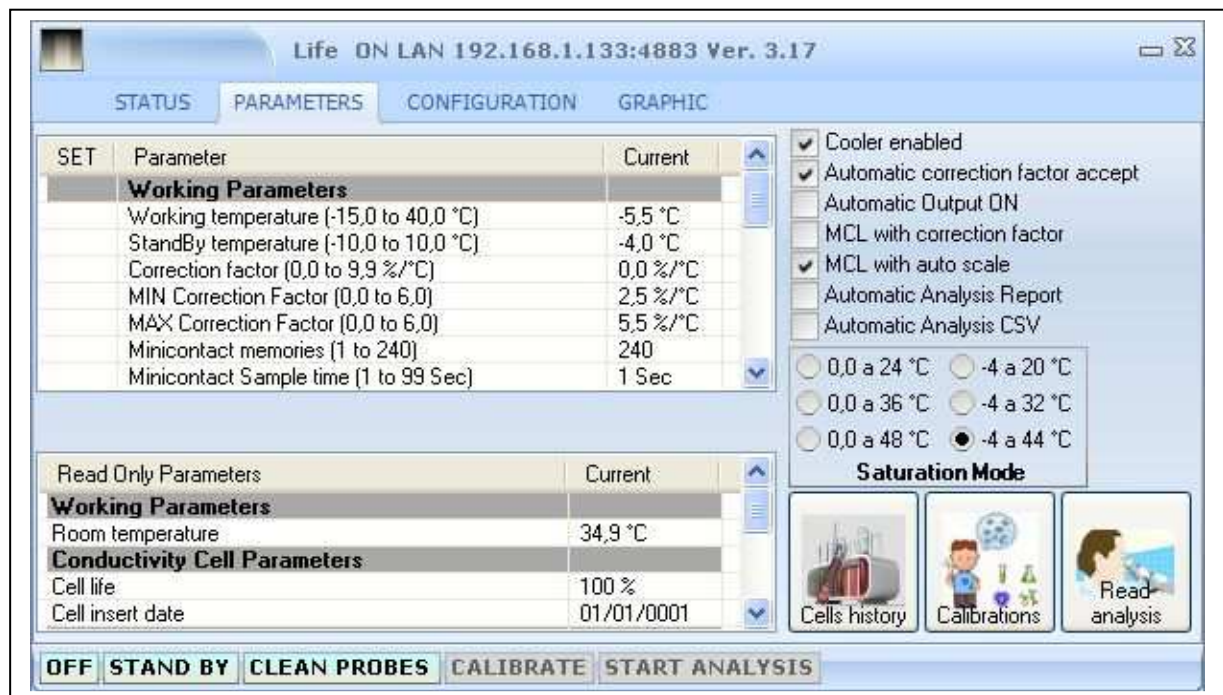 Life ON LAN 192.168.1.133:4883 Ver. 3.17
STATUS PARAMETERS CONFIGURATION GRAPHIC
SET Parameter Current
Working Parameters
Working temperature (-15,0 to 40,0 °C) -5,5 °C
StandBy temperature (-10,0 to 10,0 °C) -4,0 °C
Correction factor (0,0 to 9,9 %/°C) 0,0 %/°C
MIN Correction Factor (0,0 to 6,0) 2,5 %/°C
MAX Correction Factor (0,0 to 6,0) 5,5 %/°C
Minicontact memories (1 to 240) 240
Minicontact Sample time (1 to 99 Sec) 1 Sec
Cooler enabled
Automatic correction factor accept
Automatic Output ON
MCL with correction factor
MCL with auto scale
Automatic Analysis Report
Automatic Analysis CSV
0,0 a 24 °C -4 a 20 °C
0,0 a 36 °C -4 a 32 °C
0,0 a 48 °C -4 a 44 °C
Saturation Mode
Read Only Parameters Current
Working Parameters
Room temperature 34,9 °C
Conductivity Cell Parameters
Cell life 100 %
Cell insert date 01/01/0001
Cells history
Calibrations
Read
analysis
OFF STAND BY CLEAN PROBES CALIBRATE START ANALYSIS